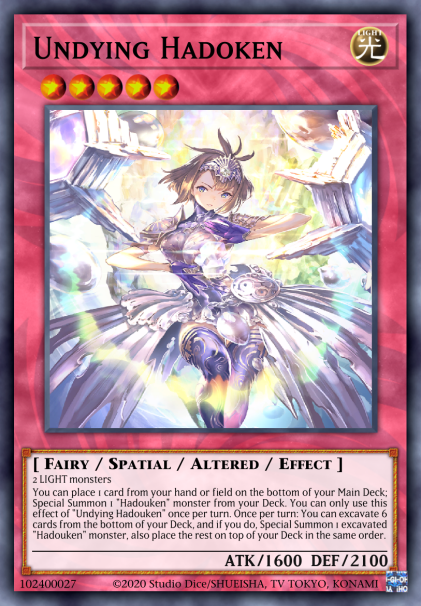 Undying Hadoken
LIGHT
光
[ Fairy / Spatial / Altered / Effect ]
2 LIGHT monsters
You can place 1 card from your hand or field on the bottom of your Main Deck;
Special Summon 1 "Hadouken" monster from your Deck. You can only use this
effect of "Undying Hadoken" once per turn. Once per turn: You can excavate 6
cards from the bottom of your Deck, and if you do, Special Summon 1 excavated
"Hadouken" monster, also place the rest on top of your Deck in the same order.
ATK/1600 DEF/2100
102400027 ©2020 Studio Dice/SHUEISHA, TV TOKYO, KONAMI